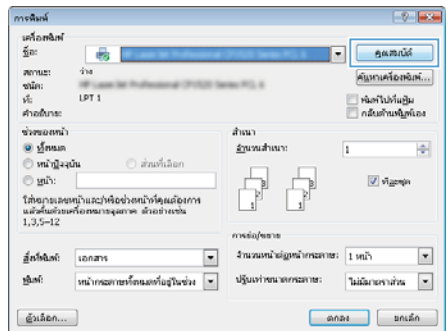 การพิมพ์
เครื่องพิมพ์
ชื่อ:
คุณสมบัติ
สถานะ: ว่าง
ค้นหาเครื่องพิมพ์...
ชนิด:
ที่: LPT 1
พิมพ์ไปที่แฟ้ม
คำอธิบาย:
กลับด้านพิมพ์เอง
ช่วงของหน้า
ทั้งหมด
หน้าปัจจุบัน ส่วนที่เลือก
หน้า:
ใส่หมายเลขหน้าและ/หรือช่วงหน้าที่คุณต้องการ
แล้วคั่นด้วยเครื่องหมายจุลภาค ตัวอย่างเช่น
1,3,5–12
สำเนา
จำนวนสำเนา: 1
ทีละชุด
สิ่งที่พิมพ์: เอกสาร
พิมพ์: หน้ากระดาษทั้งหมดที่อยู่ในช่วง
การย่อ/ขยาย
จำนวนหน้าต่อหน้ากระดาษ: 1 หน้า
ปรับเท่าขนาดกระดาษ: ไม่มีมาตราส่วน
ตัวเลือก...
ตกลง
ยกเลิก